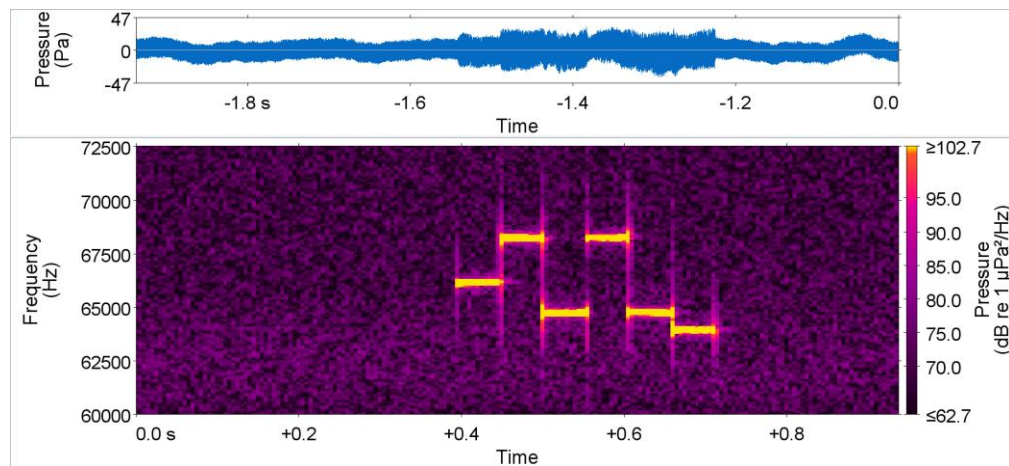 47
0
-47
Pressure
(Pa)
-1.8 s
-1.6
-1.4
-1.2
0.0
Time
72500
70000
67500
65000
62500
60000
Frequency
(Hz)
0.0 s
+0.2
+0.4
+0.6
+0.8
Time
≥102.7
95.0
90.0
85.0
80.0
75.0
70.0
≤62.7
Pressure
(dB re 1 µPa²/Hz)